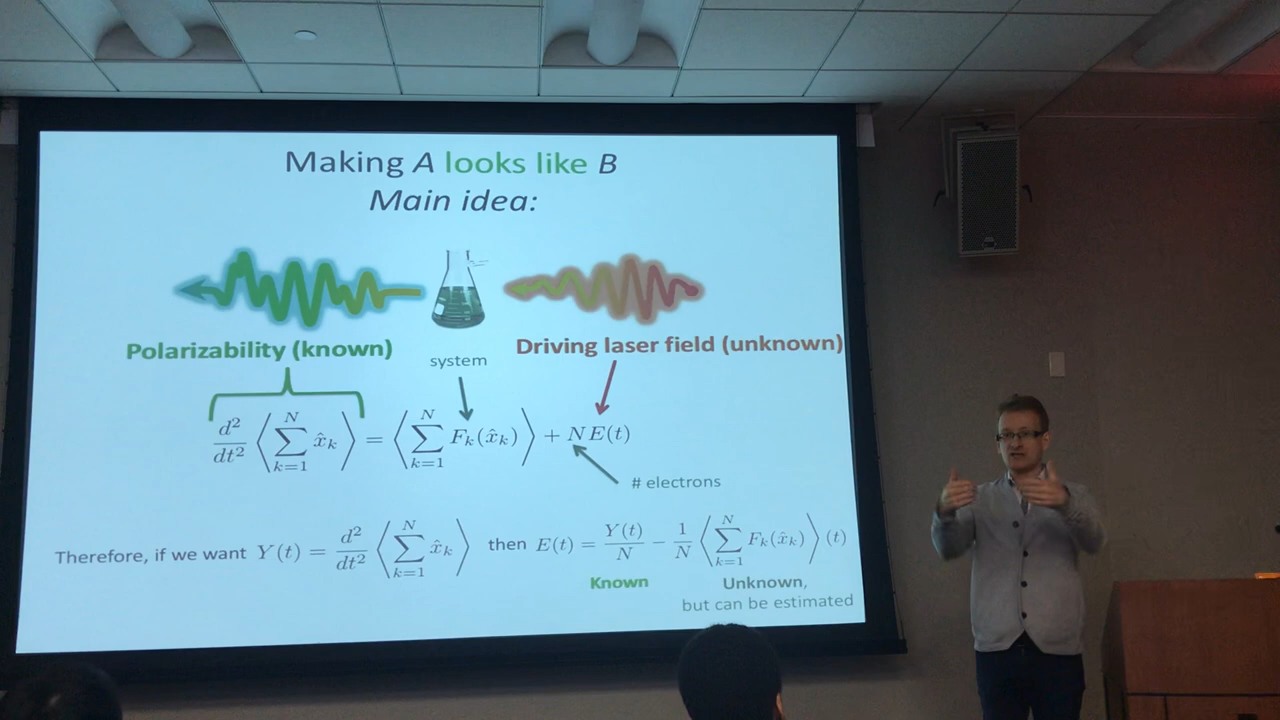 Making A looks like B
Main idea:
Polarizability (known)
system
Driving laser field (unknown)
d²/dt² ⟨∑_{k=1}^{N} x̂_k⟩ = ⟨∑_{k=1}^{N} F_k(x̂_k)⟩ + NE(t)
# electrons
Therefore, if we want Y(t) = d²/dt² ⟨∑_{k=1}^{N} x̂_k⟩ then E(t) = Y(t)/N − 1/N ⟨∑_{k=1}^{N} F_k(x̂_k)⟩(t)
Known
Unknown,
but can be estimated